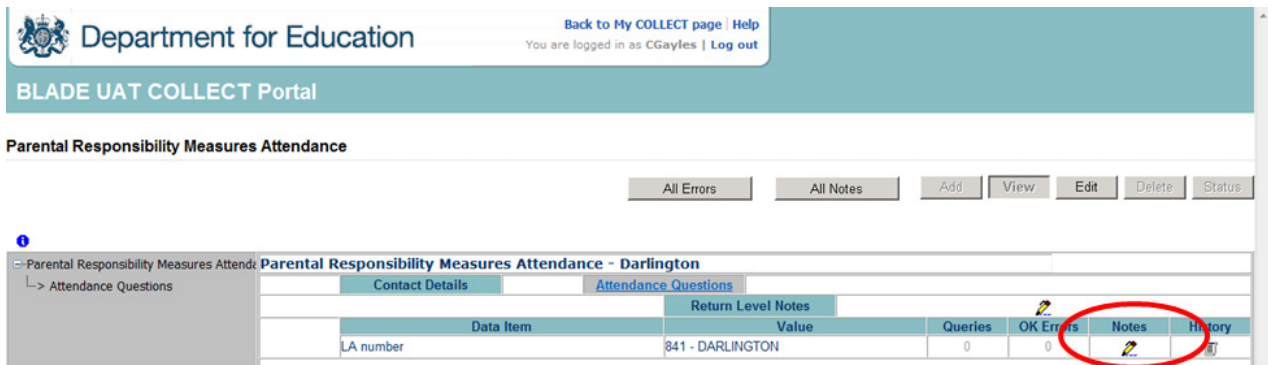 Department for Education
Back to My COLLECT page | Help
You are logged in as CGayles | Log out
BLADE UAT COLLECT Portal
Parental Responsibility Measures Attendance
All Errors All Notes Add View Edit Delete Status
Parental Responsibility Measures Attenda Parental Responsibility Measures Attendance - Darlington
Attendance Questions Contact Details Attendance Questions
Return Level Notes
Data Item Value Queries OK Errors Notes History
LA number 841 - DARLINGTON 0 0